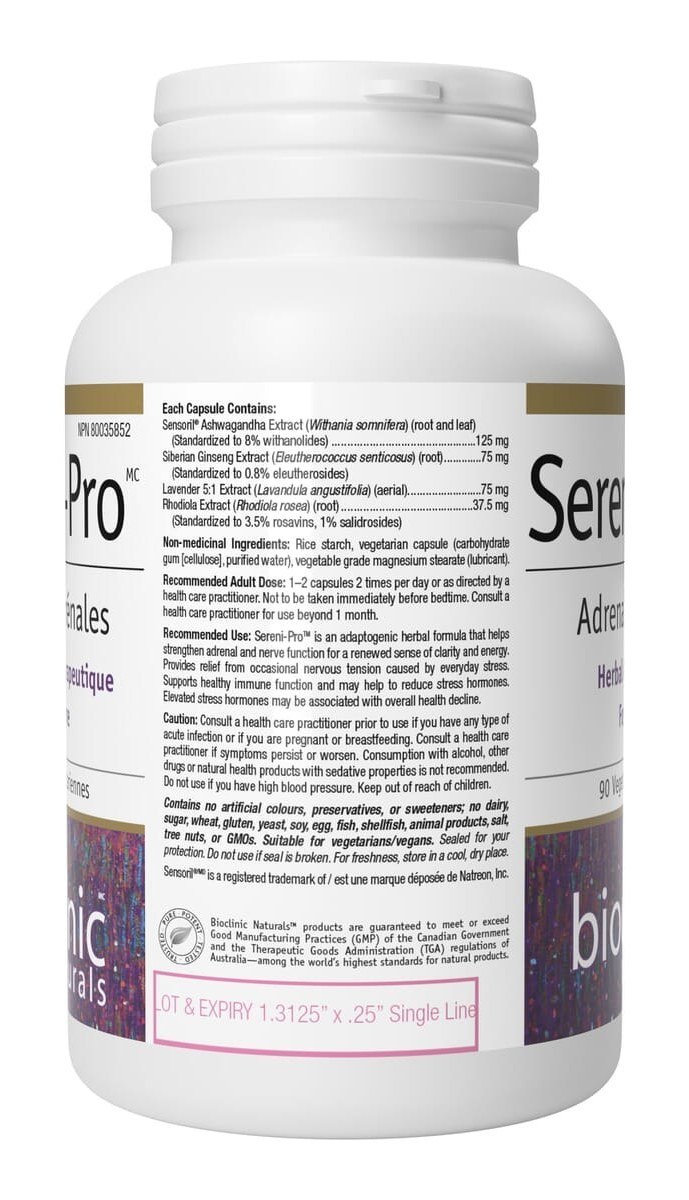 NPN 80035852
-Pro MC
énales
peutique
ne
ariennes
nic MC
urals
Each Capsule Contains:
Sensoril® Ashwagandha Extract (Withania somnifera) (root and leaf)
(Standardized to 8% withanolides) ............................................125 mg
Siberian Ginseng Extract (Eleutherococcus senticosus) (root)...........75 mg
(Standardized to 0.8% eleutherosides)
Lavender 5:1 Extract (Lavandula angustifolia) (aerial)......................75 mg
Rhodiola Extract (Rhodiola rosea) (root)........................................37.5 mg
(Standardized to 3.5% rosavins, 1% salidrosides)
Non-medicinal Ingredients: Rice starch, vegetarian capsule (carbohydrate
gum [cellulose], purified water), vegetable grade magnesium stearate (lubricant).
Recommended Adult Dose: 1–2 capsules 2 times per day or as directed by a
health care practitioner. Not to be taken immediately before bedtime. Consult a
health care practitioner for use beyond 1 month.
Recommended Use: Sereni-Pro™ is an adaptogenic herbal formula that helps
strengthen adrenal and nerve function for a renewed sense of clarity and energy.
Provides relief from occasional nervous tension caused by everyday stress.
Supports healthy immune function and may help to reduce stress hormones.
Elevated stress hormones may be associated with overall health decline.
Caution: Consult a health care practitioner prior to use if you have any type of
acute infection or if you are pregnant or breastfeeding. Consult a health care
practitioner if symptoms persist or worsen. Consumption with alcohol, other
drugs or natural health products with sedative properties is not recommended.
Do not use if you have high blood pressure. Keep out of reach of children.
Contains no artificial colours, preservatives, or sweeteners; no dairy,
sugar, wheat, gluten, yeast, soy, egg, fish, shellfish, animal products, salt,
tree nuts, or GMOs. Suitable for vegetarians/vegans. Sealed for your
protection. Do not use if seal is broken. For freshness, store in a cool, dry place.
Sensoril®/MD is a registered trademark of / est une marque déposée de Natreon, Inc.
PURE · POTENT
TESTED · TRUSTED
Bioclinic Naturals™ products are guaranteed to meet or exceed
Good Manufacturing Practices (GMP) of the Canadian Government
and the Therapeutic Goods Administration (TGA) regulations of
Australia—among the world's highest standards for natural products.
LOT & EXPIRY 1.3125” x .25” Single Line
Seren
Adrena
Herbal
Fo
90 Vege
bio